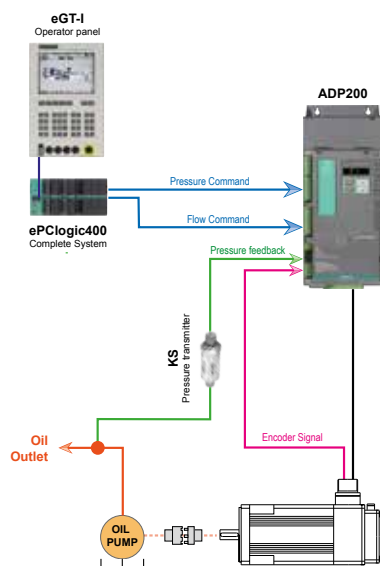 eGT-I
Operator panel
ADP200
Pressure Command
Flow Command
ePClogic400
Complete System
Pressure feedback
KS
Pressure transmitter
Oil
Outlet
Encoder Signal
OIL
PUMP